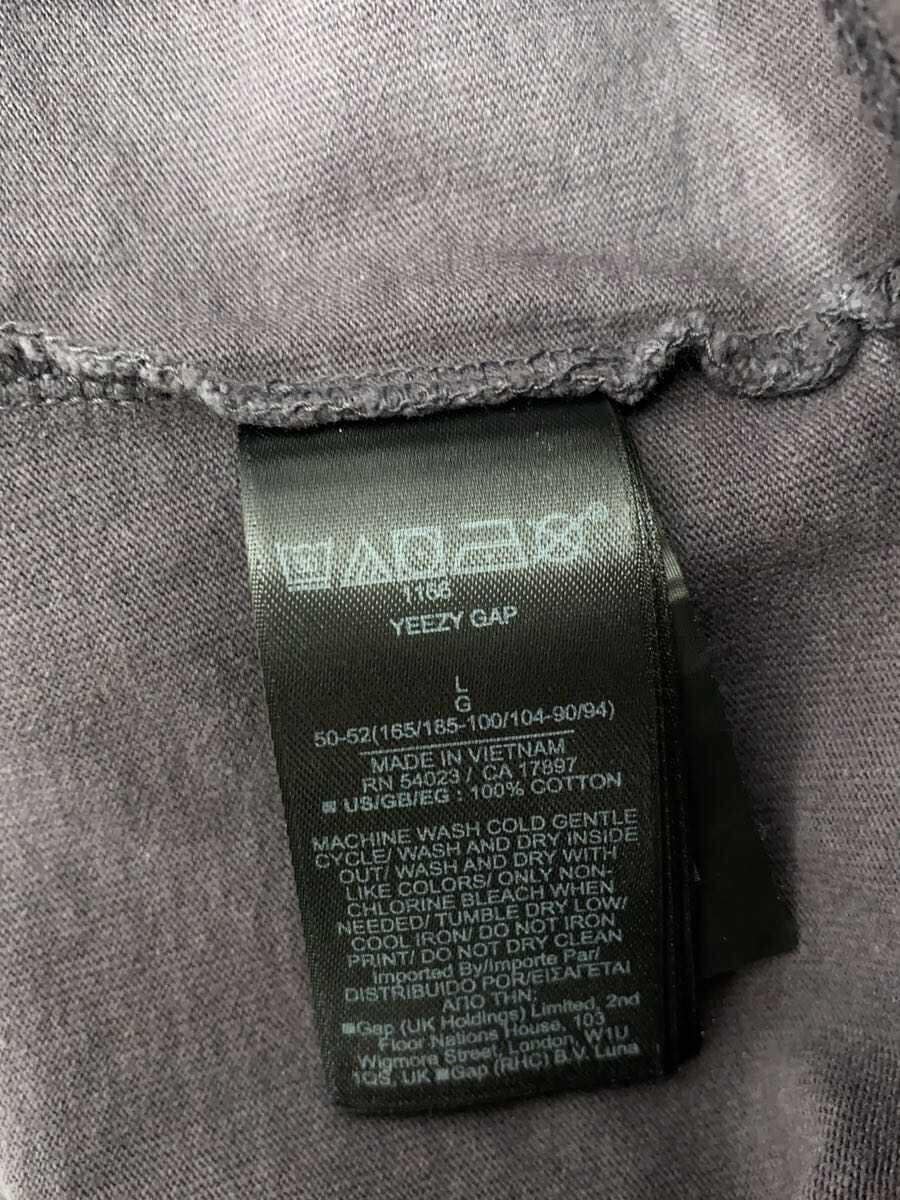 1166
YEEZY GAP
L
G
50-52(165/185-100/104-90/94)
MADE IN VIETNAM
RN 54023 / CA 17897
■ US/GB/EG : 100% COTTON
MACHINE WASH COLD GENTLE
CYCLE/ WASH AND DRY INSIDE
OUT/ WASH AND DRY WITH
LIKE COLORS/ ONLY NON-
CHLORINE BLEACH WHEN
NEEDED/ TUMBLE DRY LOW/
COOL IRON/ DO NOT IRON
PRINT/ DO NOT DRY CLEAN
Imported By/Importe Par/
DISTRIBUIDO POR/ΕΙΣΑΓΕΤΑΙ
ΑΠΟ ΤΗΝ:
■Gap (UK Holdings) Limited, 2nd
Floor Nations House, 103
Wigmore Street, London, W1U
1QS, UK ■Gap (RHC) B.V. Luna